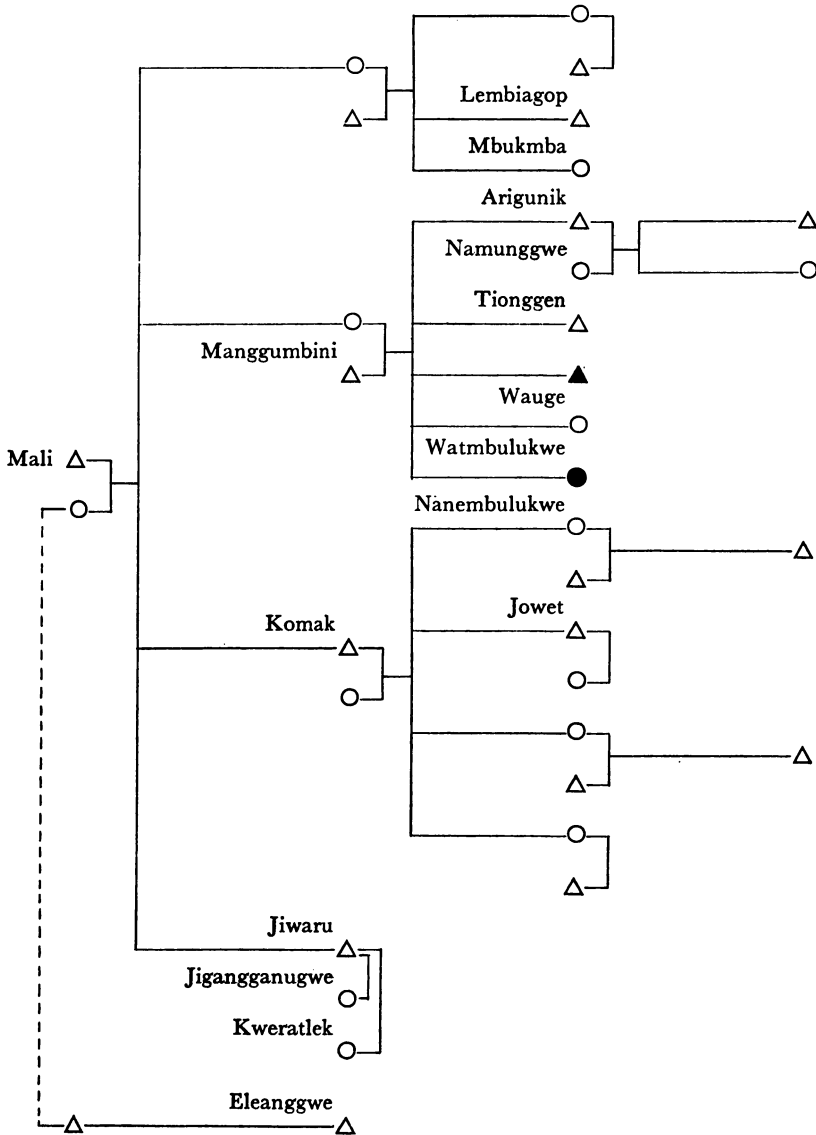 Lembiagop
Mbukmba
Arigunik
Namunggwe
Tionggen
Manggumbini
Wauge
Watmbulukwe
Mali
Nanembulukwe
Jowet
Komak
Jiwaru
Jigangganugwe
Kweratlek
Eleanggwe